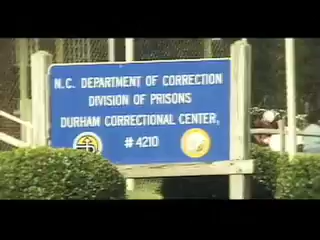 N.C. DEPARTMENT OF CORRECTION
DIVISION OF PRISONS
DURHAM CORRECTIONAL CENTER,
#4210